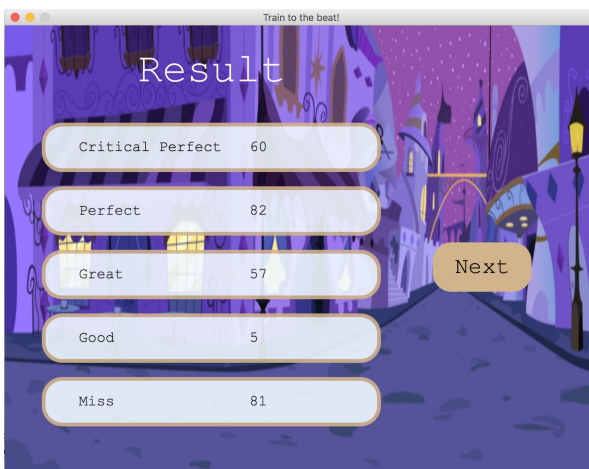 Train to the beat!
Result
Critical Perfect 60
Perfect 82
Great 57
Next
Good 5
Miss 81